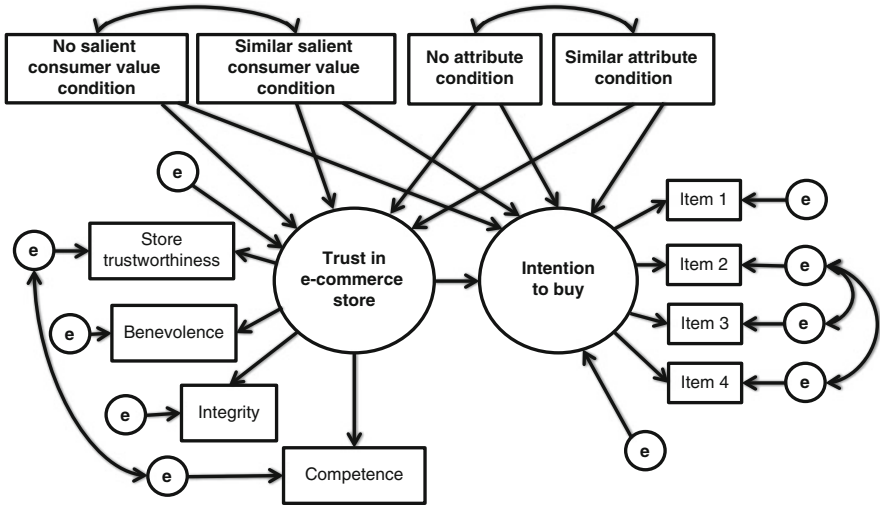 No salient
consumer value
condition
Similar salient
consumer value
condition
No attribute
condition
Similar attribute
condition
e
Trust in
e-commerce
store
Intention
to buy
Item 1
e
Item 2
e
Item 3
e
Item 4
e
e
e
Store
trustworthiness
e
Benevolence
e
Integrity
e
Competence